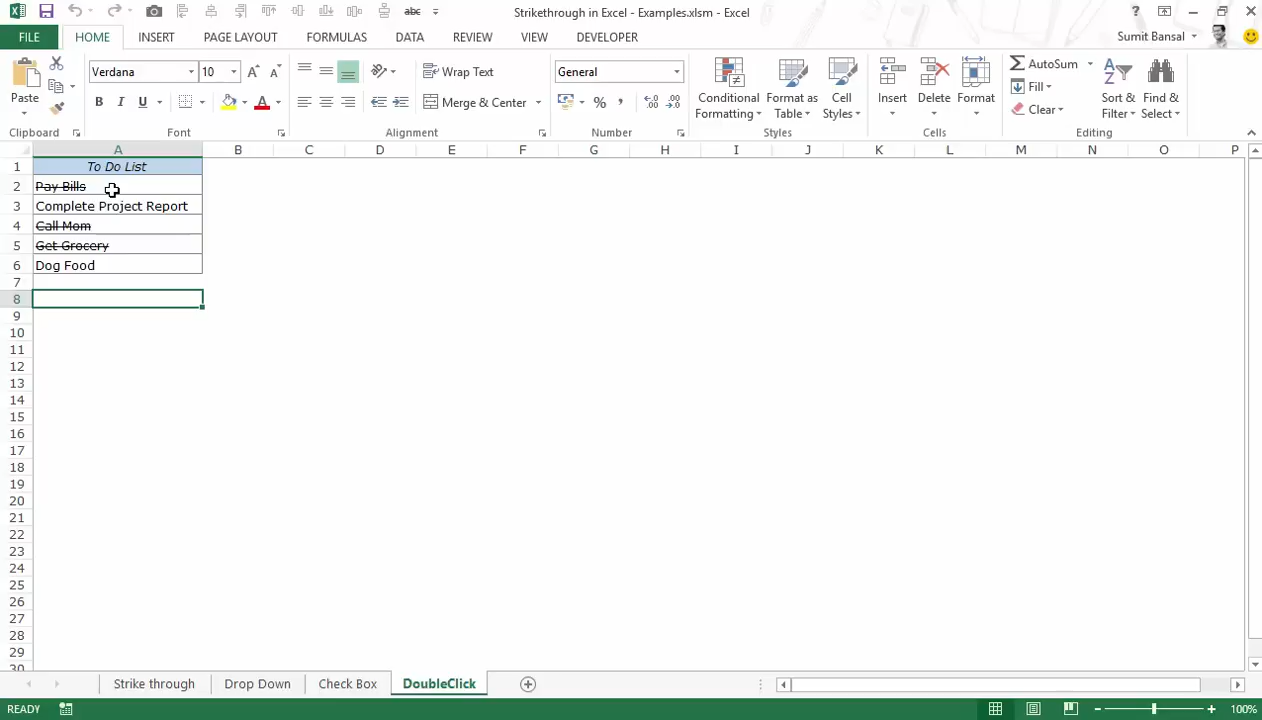 abc
Strikethrough in Excel - Examples.xlsm - Excel
?
FILE HOME INSERT PAGE LAYOUT FORMULAS DATA REVIEW VIEW DEVELOPER Sumit Bansal
Verdana 10 Wrap Text General AutoSum
Fill
Paste B I U Merge & Center % , Conditional Formatting Format as Table Cell Styles Insert Delete Format Clear Sort & Filter Find & Select
Clipboard Font Alignment Number Styles Cells Editing
A B C D E F G H I J K L M N O P
1 To Do List
2 Pay Bills
3 Complete Project Report
4 Call Mom
5 Get Grocery
6 Dog Food
7
8
9
10
11
12
13
14
15
16
17
18
19
20
21
22
23
24
25
26
27
28
29
30
Strike through Drop Down Check Box DoubleClick
READY 100%